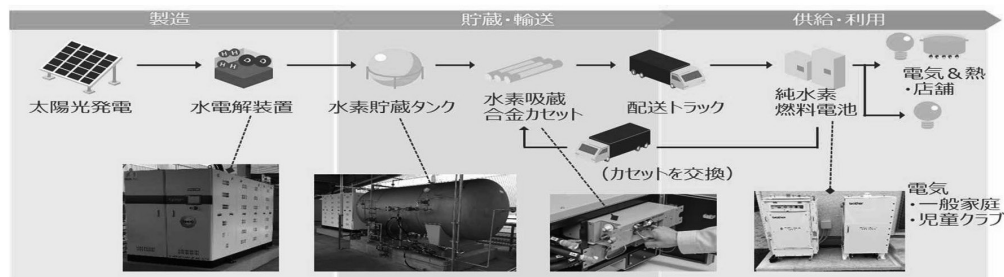 製造
貯蔵・輸送
供給・利用
太陽光発電
水電解装置
水素貯蔵タンク
水素吸蔵
合金カセット
配送トラック
純水素
燃料電池
電気&熱
・店舗
(カセットを交換)
電気
・一般家庭
・児童クラブ